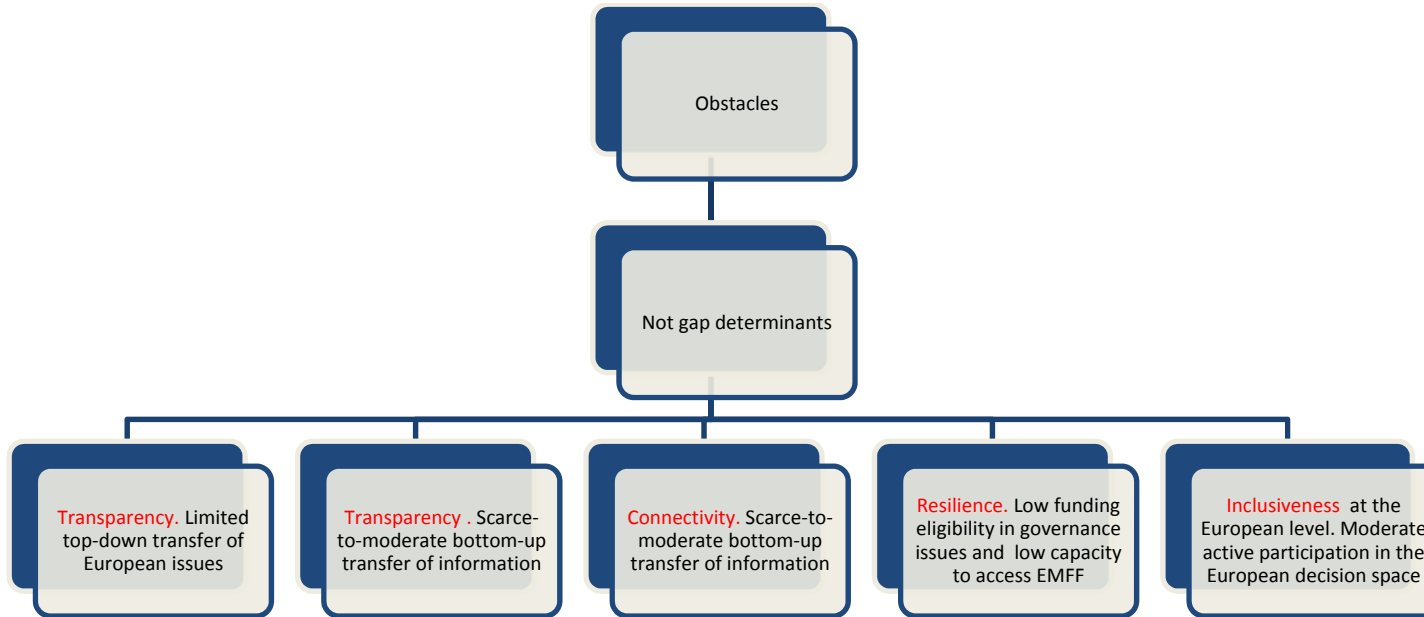 Obstacles
Not gap determinants
Transparency. Limited
top-down transfer of
European issues
Transparency . Scarce-
to-moderate bottom-up
transfer of information
Connectivity. Scarce-to-
moderate bottom-up
transfer of information
Resilience. Low funding
eligibility in governance
issues and low capacity
to access EMFF
Inclusiveness at the
European level. Moderate
active participation in the
European decision space